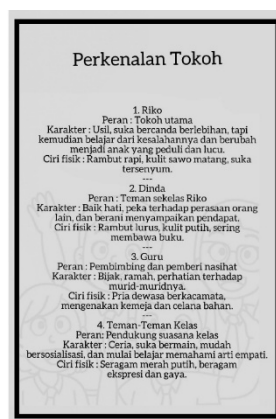 Perkenalan Tokoh
1. Riko
Peran : Tokoh utama
Karakter : Usil, suka bercanda berlebihan, tapi
kemudian belajar dari kesalahannya dan berubah
menjadi anak yang peduli dan lucu.
Ciri fisik : Rambut rapi, kulit sawo matang, suka
tersenyum.
---
2. Dinda
Peran : Teman sekelas Riko
Karakter : Baik hati, peka terhadap perasaan orang
lain, dan berani menyampaikan pendapat.
Ciri fisik : Rambut lurus, kulit putih, sering
membawa buku.
---
3. Guru
Peran : Pembimbing dan pemberi nasihat
Karakter : Bijak, ramah, perhatian terhadap
murid-muridnya.
Ciri fisik : Pria dewasa berkacamata,
mengenakan kemeja dan celana bahan.
---
4. Teman-Teman Kelas
Peran: Pendukung suasana kelas
Karakter : Ceria, suka bermain, mudah
bersosialisasi, dan mulai belajar memahami arti empati.
Ciri fisik : Seragam merah putih, beragam
ekspresi dan gaya.